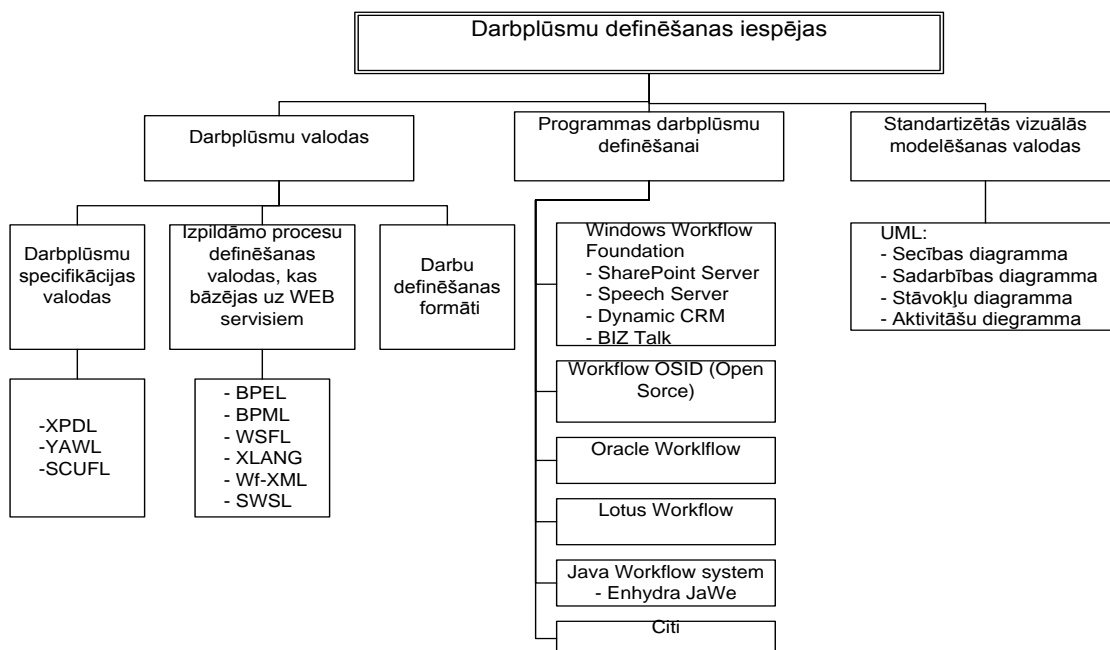 Darbplūsmu definēšanas iespējas
Darbplūsmu valodas
Programmas darbplūsmu
definēšanai
Standartizētās vizuālās
modelēšanas valodas
Darbplūsmu
specifikācijas
valodas
Izpildāmo procesu
definēšanas
valodas, kas
bāzējas uz WEB
servisiem
Darbu
definēšanas
formāti
-XPDL
-YAWL
-SCUFL
- BPEL
- BPML
- WSFL
- XLANG
- Wf-XML
- SWSL
Windows Workflow
Foundation
- SharePoint Server
- Speech Server
- Dynamic CRM
- BIZ Talk
Workflow OSID (Open
Sorce)
Oracle Worklflow
Lotus Workflow
Java Workflow system
- Enhydra JaWe
Citi
UML:
- Secības diagramma
- Sadarbības diagramma
- Stāvokļu diagramma
- Aktivitāšu diegramma